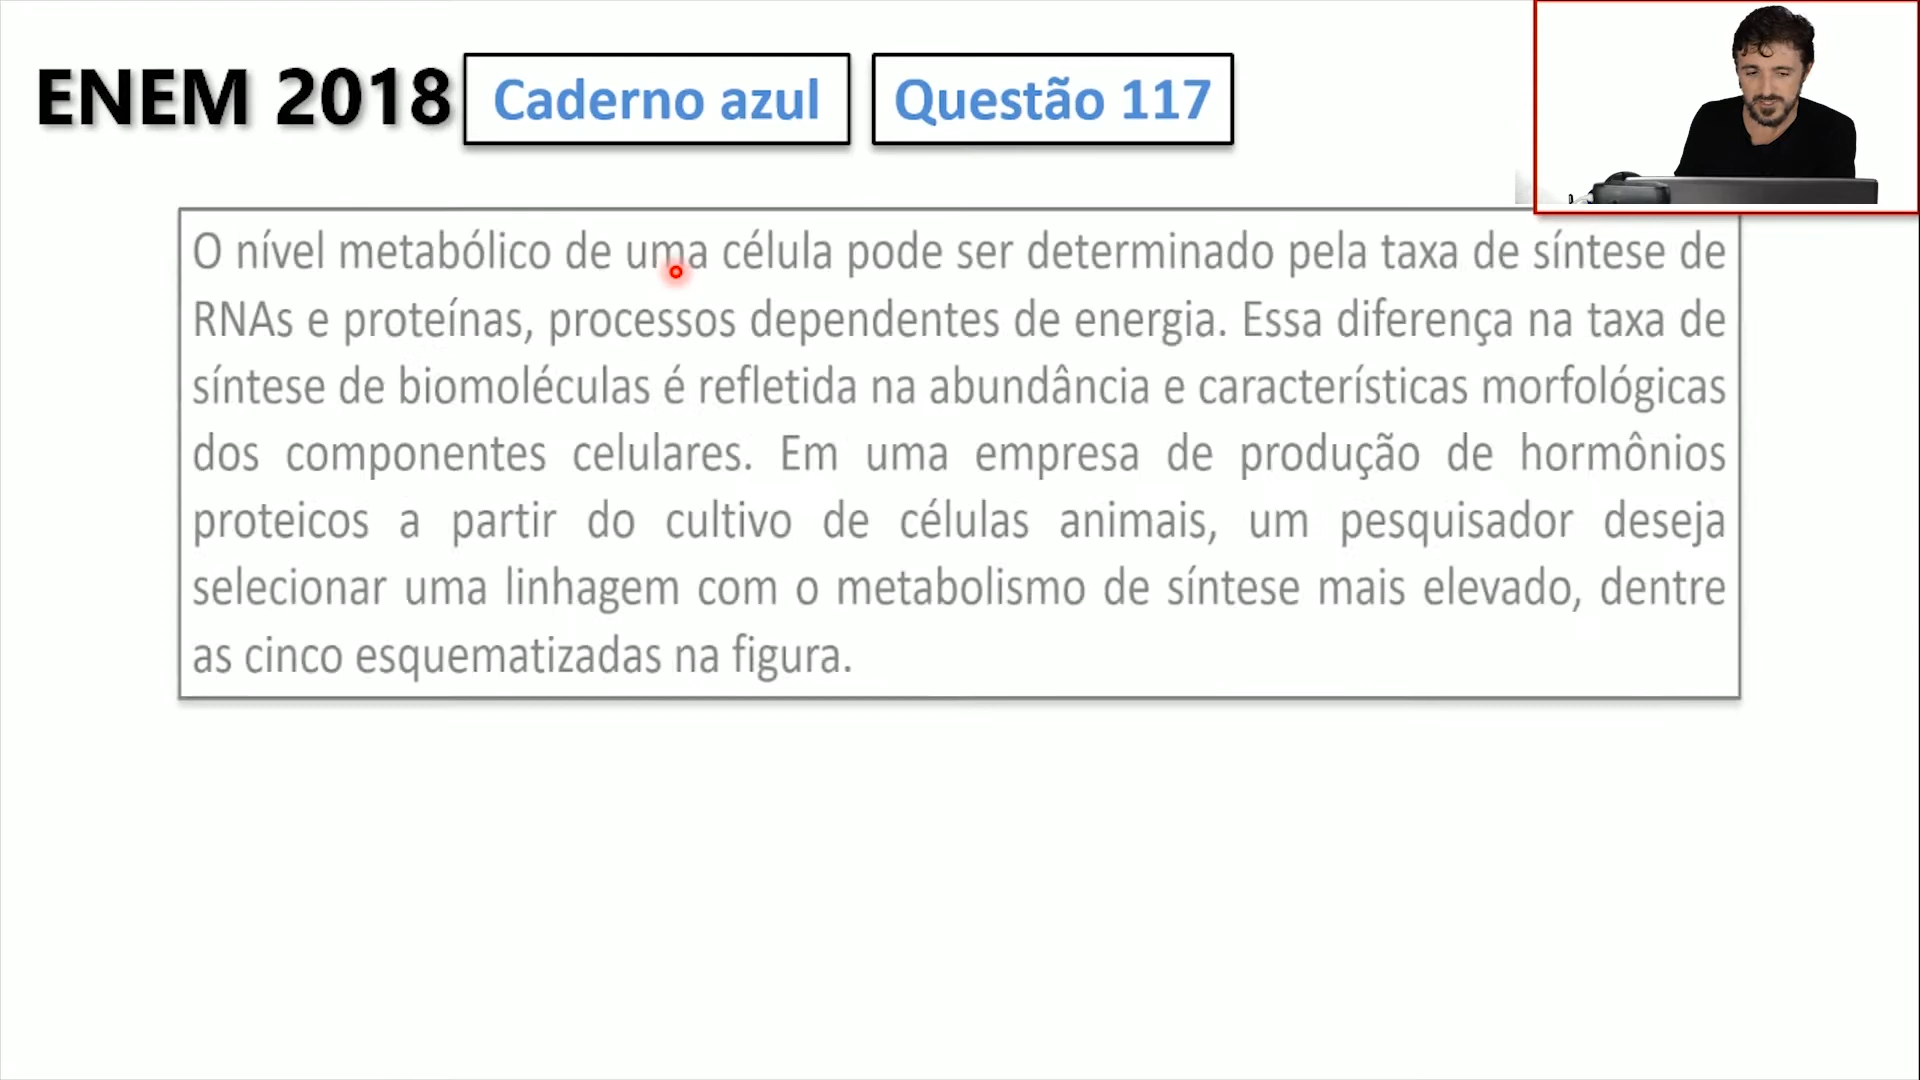 ENEM 2018 Caderno azul Questão 117
O nível metabólico de uma célula pode ser determinado pela taxa de síntese de
RNAs e proteínas, processos dependentes de energia. Essa diferença na taxa de
síntese de biomoléculas é refletida na abundância e características morfológicas
dos componentes celulares. Em uma empresa de produção de hormônios
proteicos a partir do cultivo de células animais, um pesquisador deseja
selecionar uma linhagem com o metabolismo de síntese mais elevado, dentre
as cinco esquematizadas na figura.